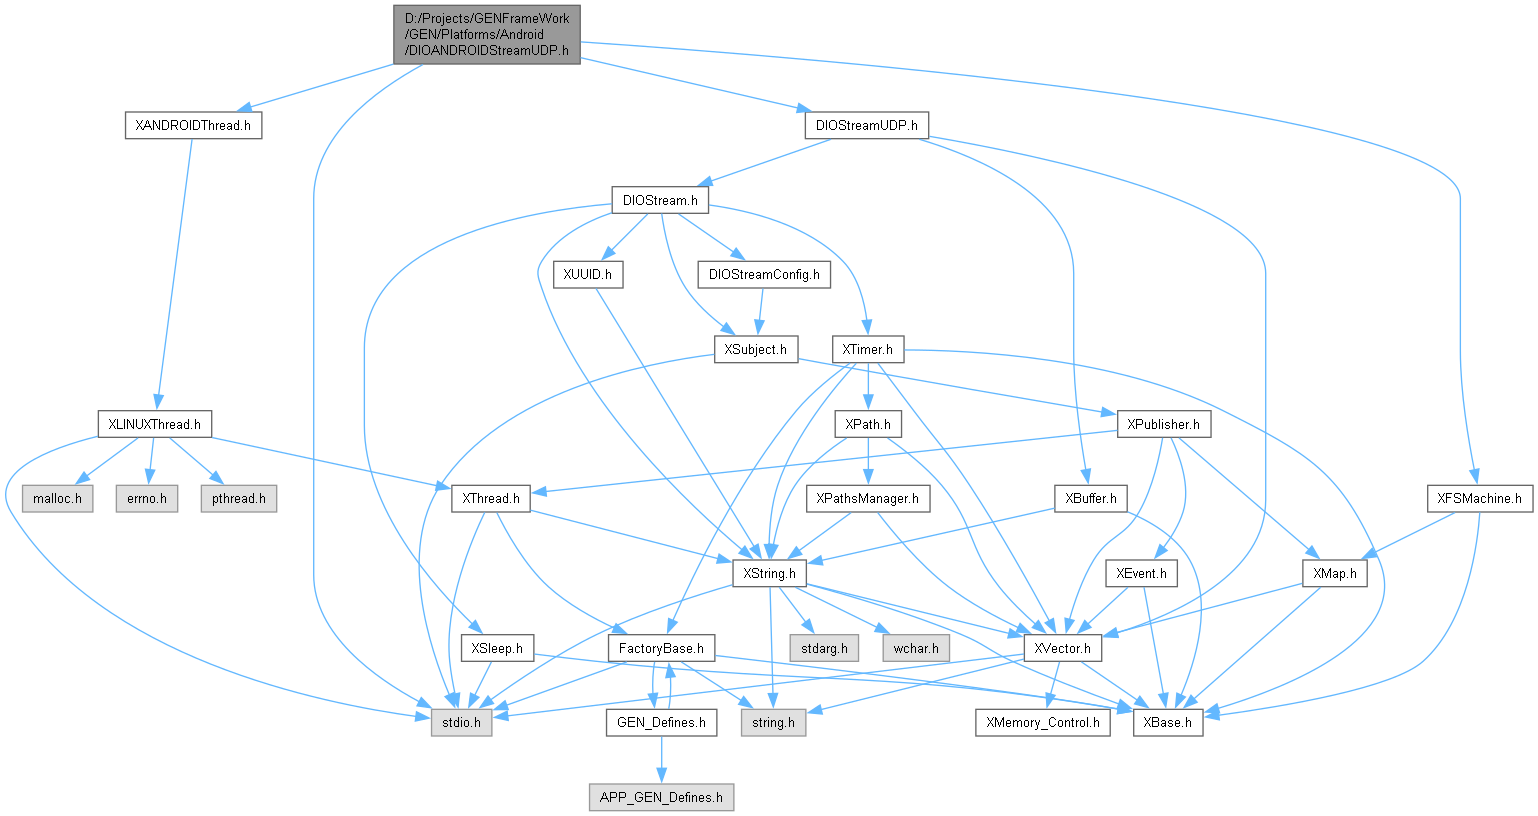 D:/Projects/GENFrameWork
/GEN/Platforms/Android
/DIOANDROIDStreamUDP.h
XANDROIDThread.h
DIOStreamUDP.h
DIOStream.h
XUUID.h
DIOStreamConfig.h
XSubject.h
XTimer.h
XLINUXThread.h
XPath.h
XPublisher.h
malloc.h
errno.h
pthread.h
XThread.h
XPathsManager.h
XBuffer.h
XFSMachine.h
XString.h
XEvent.h
XMap.h
XSleep.h
FactoryBase.h
stdarg.h
wchar.h
XVector.h
stdio.h
GEN_Defines.h
string.h
XMemory_Control.h
XBase.h
APP_GEN_Defines.h